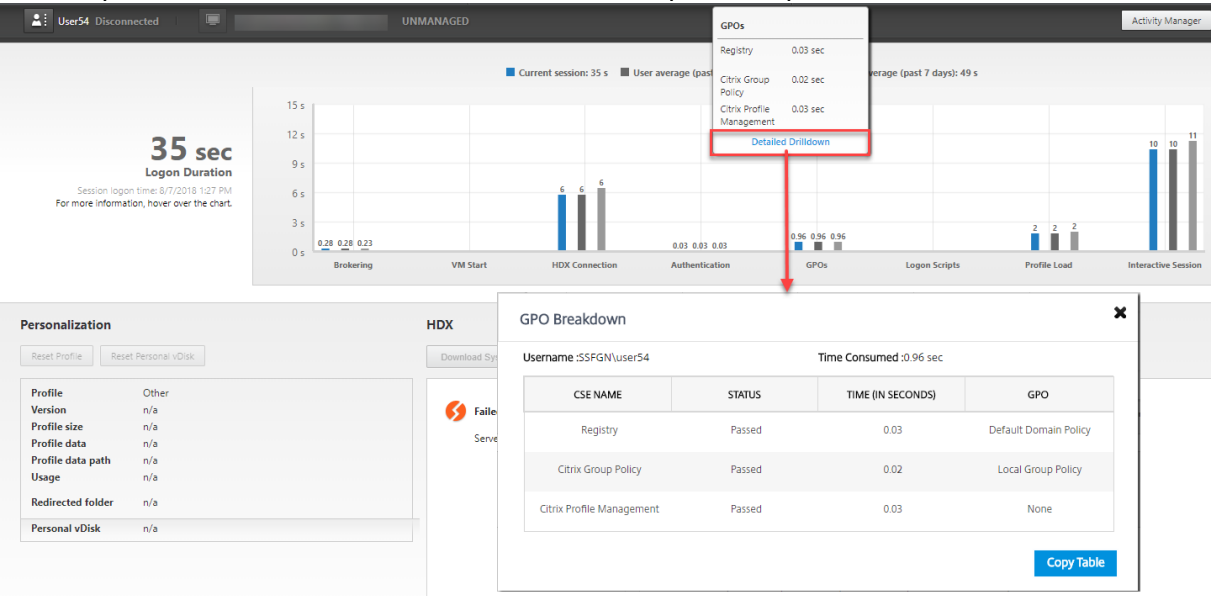 User54 Disconnected UNMANAGED Activity Manager
GPOs
Registry 0.03 sec
Citrix Group 0.02 sec
Policy
Citrix Profile 0.03 sec
Management
Detailed Drilldown
Current session: 35 s User average (past verage (past 7 days): 49 s
35 sec
Logon Duration
Session logon time: 8/7/2018 1:27 PM
For more information, hover over the chart.
15 s
12 s
9 s
6 s
3 s
0 s
0.28 0.28 0.23
6 6 6
0.03 0.03 0.03
0.96 0.96 0.96
2 2 2
10 10 11
Brokering VM Start HDX Connection Authentication GPOs Logon Scripts Profile Load Interactive Session
Personalization
Reset Profile Reset Personal vDisk
Profile Other
Version n/a
Profile size n/a
Profile data n/a
Profile data path n/a
Usage n/a
Redirected folder n/a
Personal vDisk n/a
HDX
Download Sy
Faile
Serve
GPO Breakdown
Username :SSFGN\user54 Time Consumed :0.96 sec
CSE NAME STATUS TIME (IN SECONDS) GPO
Registry Passed 0.03 Default Domain Policy
Citrix Group Policy Passed 0.02 Local Group Policy
Citrix Profile Management Passed 0.03 None
Copy Table